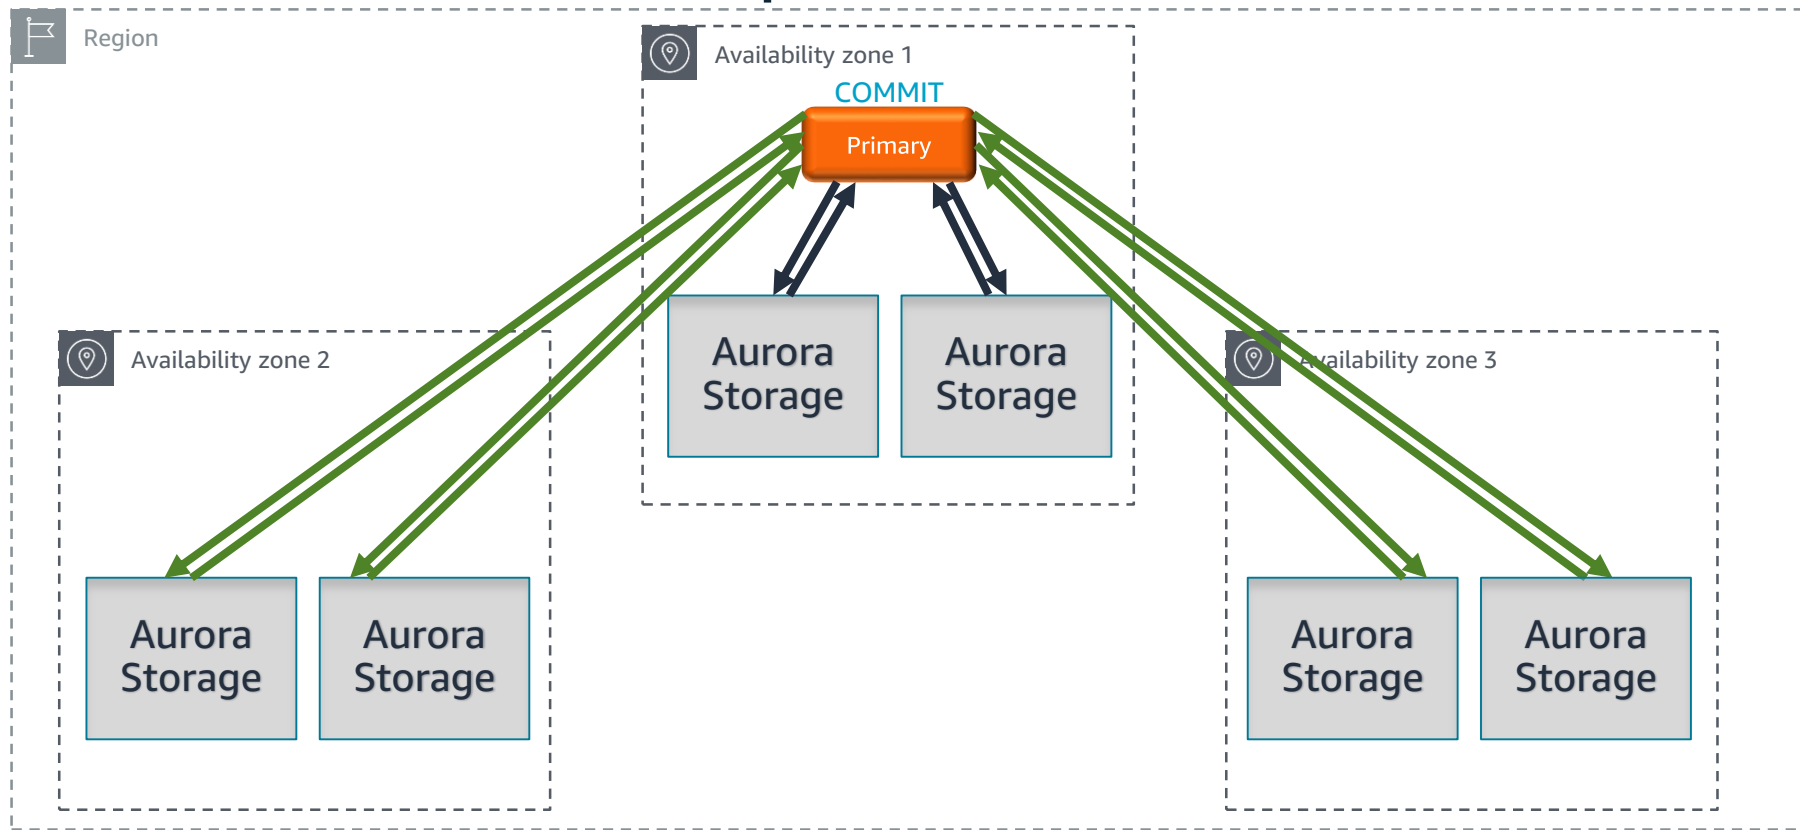 Region
Availability zone 1
COMMIT
Primary
Aurora
Storage
Aurora
Storage
Availability zone 2
Aurora
Storage
Aurora
Storage
Availability zone 3
Aurora
Storage
Aurora
Storage